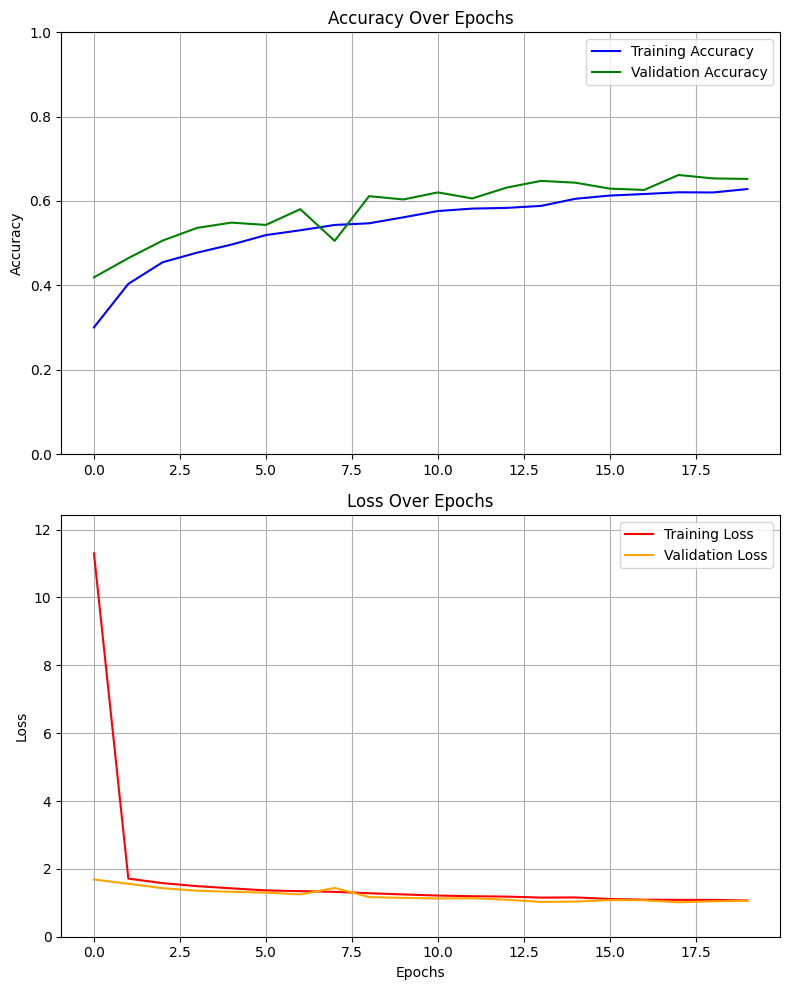 Accuracy Over Epochs
1.0
Training Accuracy
Validation Accuracy
0.8
0.6
Accuracy
0.4
0.2
0.0
0.0 2.5 5.0 7.5 10.0 12.5 15.0 17.5
Loss Over Epochs
12
Training Loss
Validation Loss
10
8
6
Loss
4
2
0
0.0 2.5 5.0 7.5 10.0 12.5 15.0 17.5
Epochs